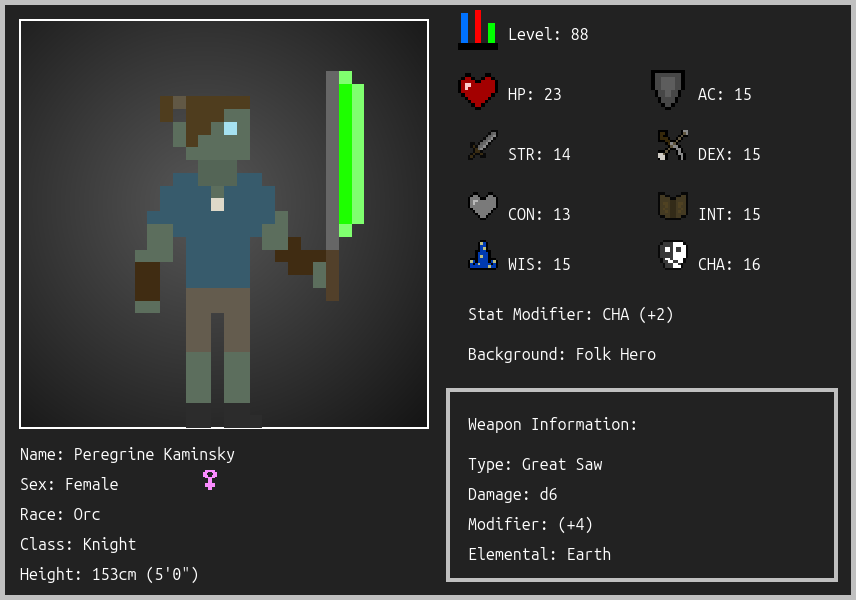 Level: 88
HP: 23
AC: 15
STR: 14
DEX: 15
CON: 13
INT: 15
WIS: 15
CHA: 16
Stat Modifier: CHA (+2)
Background: Folk Hero
Weapon Information:
Type: Great Saw
Damage: d6
Modifier: (+4)
Elemental: Earth
Name: Peregrine Kaminsky
Sex: Female
Race: Orc
Class: Knight
Height: 153cm (5'0")